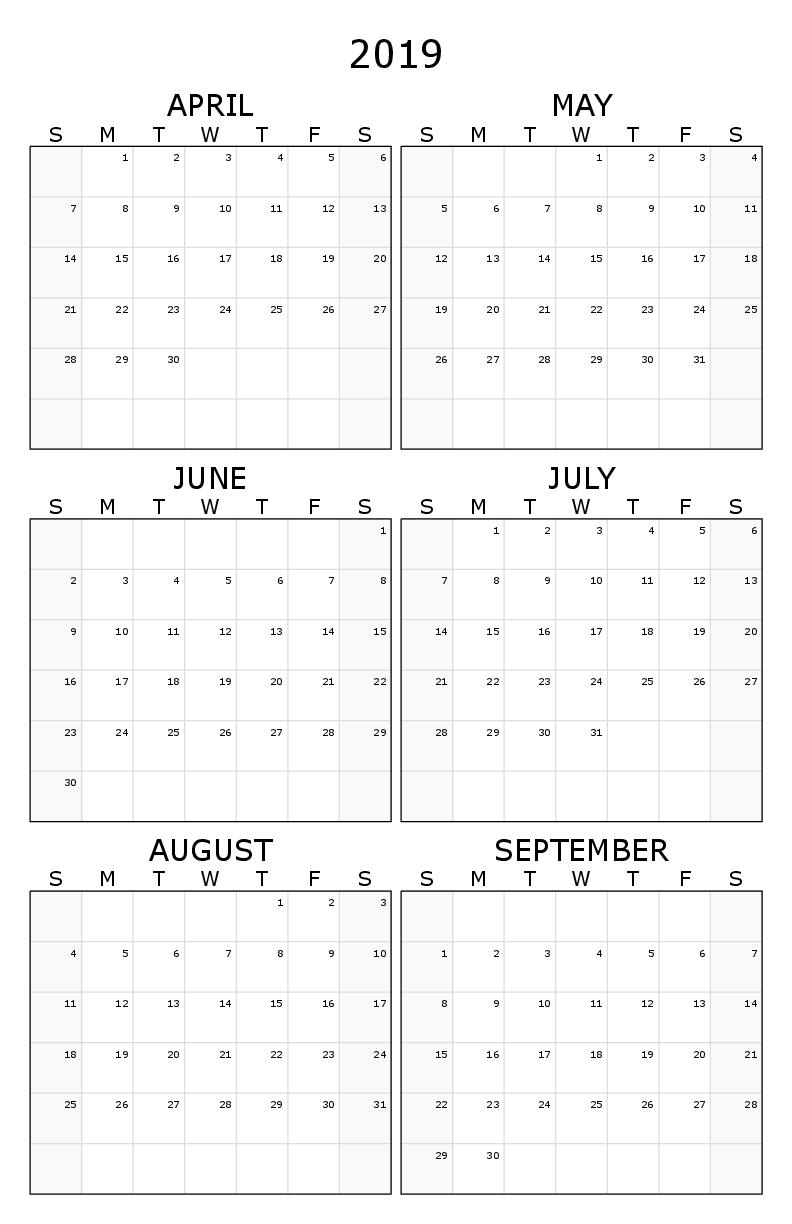 2019
APRIL
S M T W T F S
1 2 3 4 5 6
7 8 9 10 11 12 13
14 15 16 17 18 19 20
21 22 23 24 25 26 27
28 29 30
MAY
S M T W T F S
1 2 3 4
5 6 7 8 9 10 11
12 13 14 15 16 17 18
19 20 21 22 23 24 25
26 27 28 29 30 31
JUNE
S M T W T F S
1
2 3 4 5 6 7 8
9 10 11 12 13 14 15
16 17 18 19 20 21 22
23 24 25 26 27 28 29
30
JULY
S M T W T F S
1 2 3 4 5 6
7 8 9 10 11 12 13
14 15 16 17 18 19 20
21 22 23 24 25 26 27
28 29 30 31
AUGUST
S M T W T F S
1 2 3
4 5 6 7 8 9 10
11 12 13 14 15 16 17
18 19 20 21 22 23 24
25 26 27 28 29 30 31
SEPTEMBER
S M T W T F S
1 2 3 4 5 6 7
8 9 10 11 12 13 14
15 16 17 18 19 20 21
22 23 24 25 26 27 28
29 30